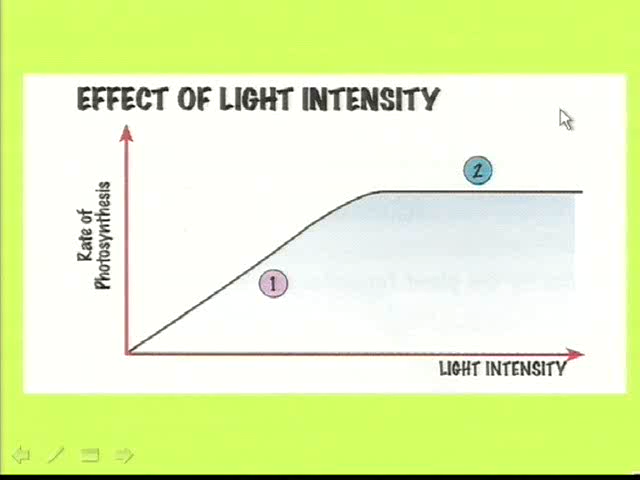 EFFECT OF LIGHT INTENSITY
2
Rate of
Photosynthesis
1
LIGHT INTENSITY